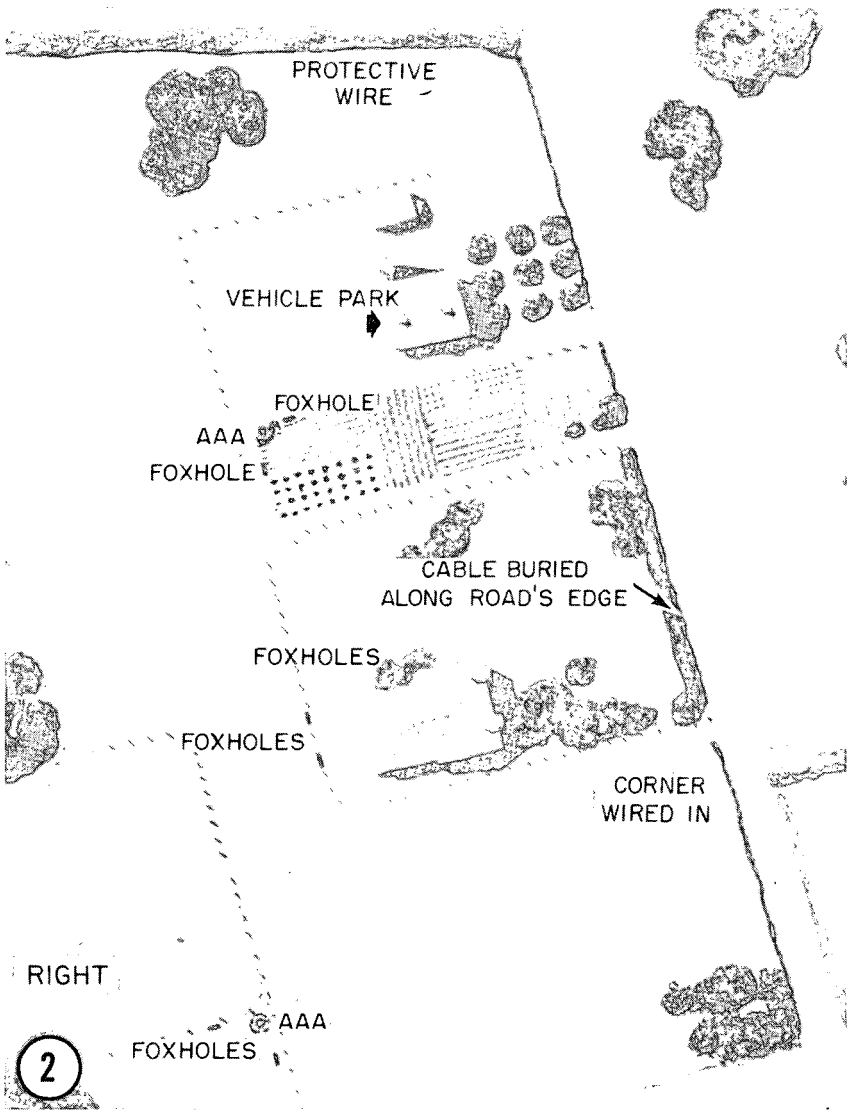 PROTECTIVE
WIRE
VEHICLE PARK
FOXHOLE
AAA
FOXHOLE
CABLE BURIED
ALONG ROAD'S EDGE
FOXHOLES
FOXHOLES
CORNER
WIRED IN
RIGHT
AAA
FOXHOLES
2